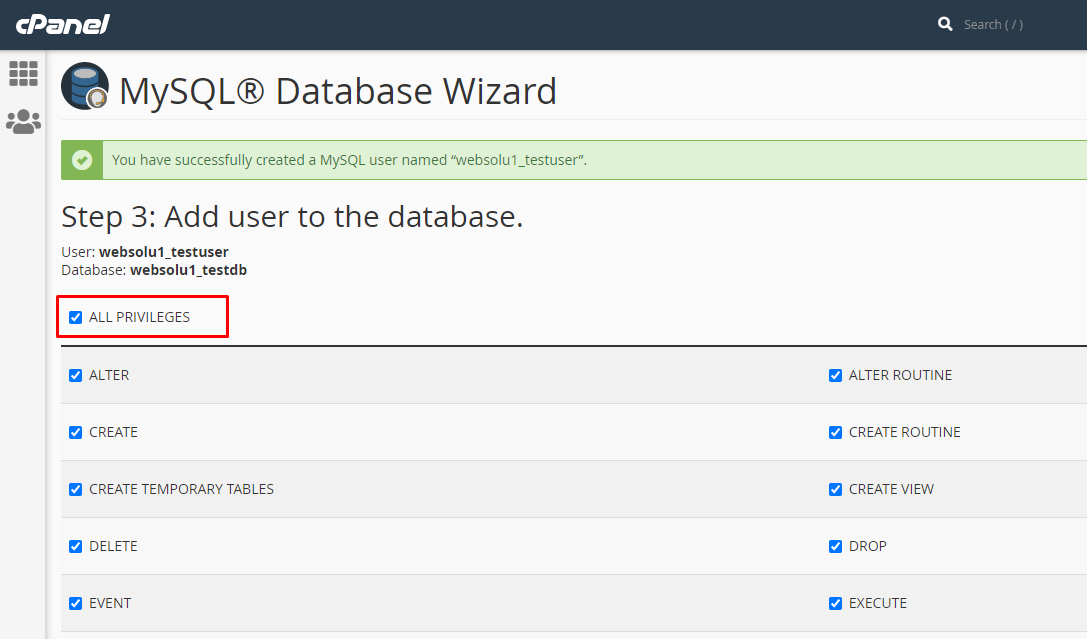 cPanel
Search ( / )
MySQL® Database Wizard
You have successfully created a MySQL user named “websolu1_testuser”.
Step 3: Add user to the database.
User: websolu1_testuser
Database: websolu1_testdb
ALL PRIVILEGES
ALTER
ALTER ROUTINE
CREATE
CREATE ROUTINE
CREATE TEMPORARY TABLES
CREATE VIEW
DELETE
DROP
EVENT
EXECUTE